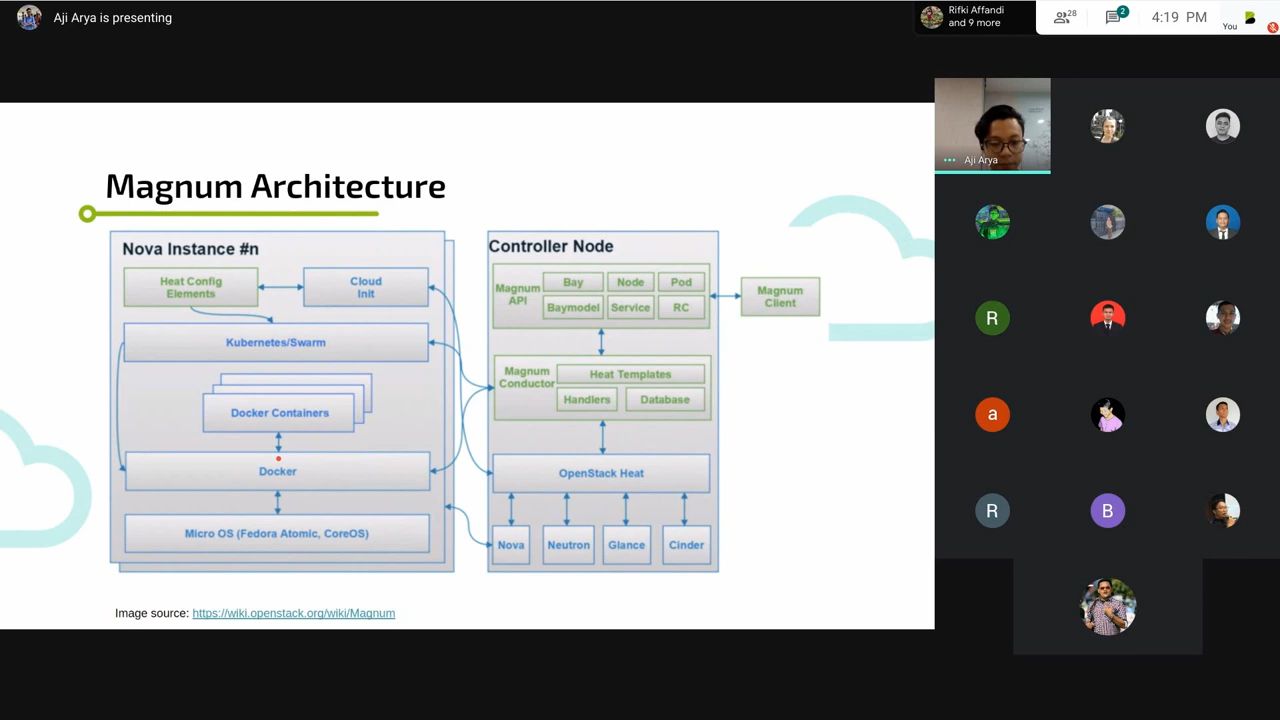 Aji Arya is presenting
Rifki Affandi
and 9 more
28
2
4:19 PM
You
Aji Arya
Magnum Architecture
Nova Instance #n
Heat Config
Elements
Cloud
Init
Kubernetes/Swarm
Docker Containers
Docker
Micro OS (Fedora Atomic, CoreOS)
Controller Node
Magnum
API
Bay
Node
Pod
Baymodel
Service
RC
Magnum
Client
Magnum
Conductor
Heat Templates
Handlers
Database
OpenStack Heat
Nova
Neutron
Glance
Cinder
Image source: https://wiki.openstack.org/wiki/Magnum
R
a
R
B